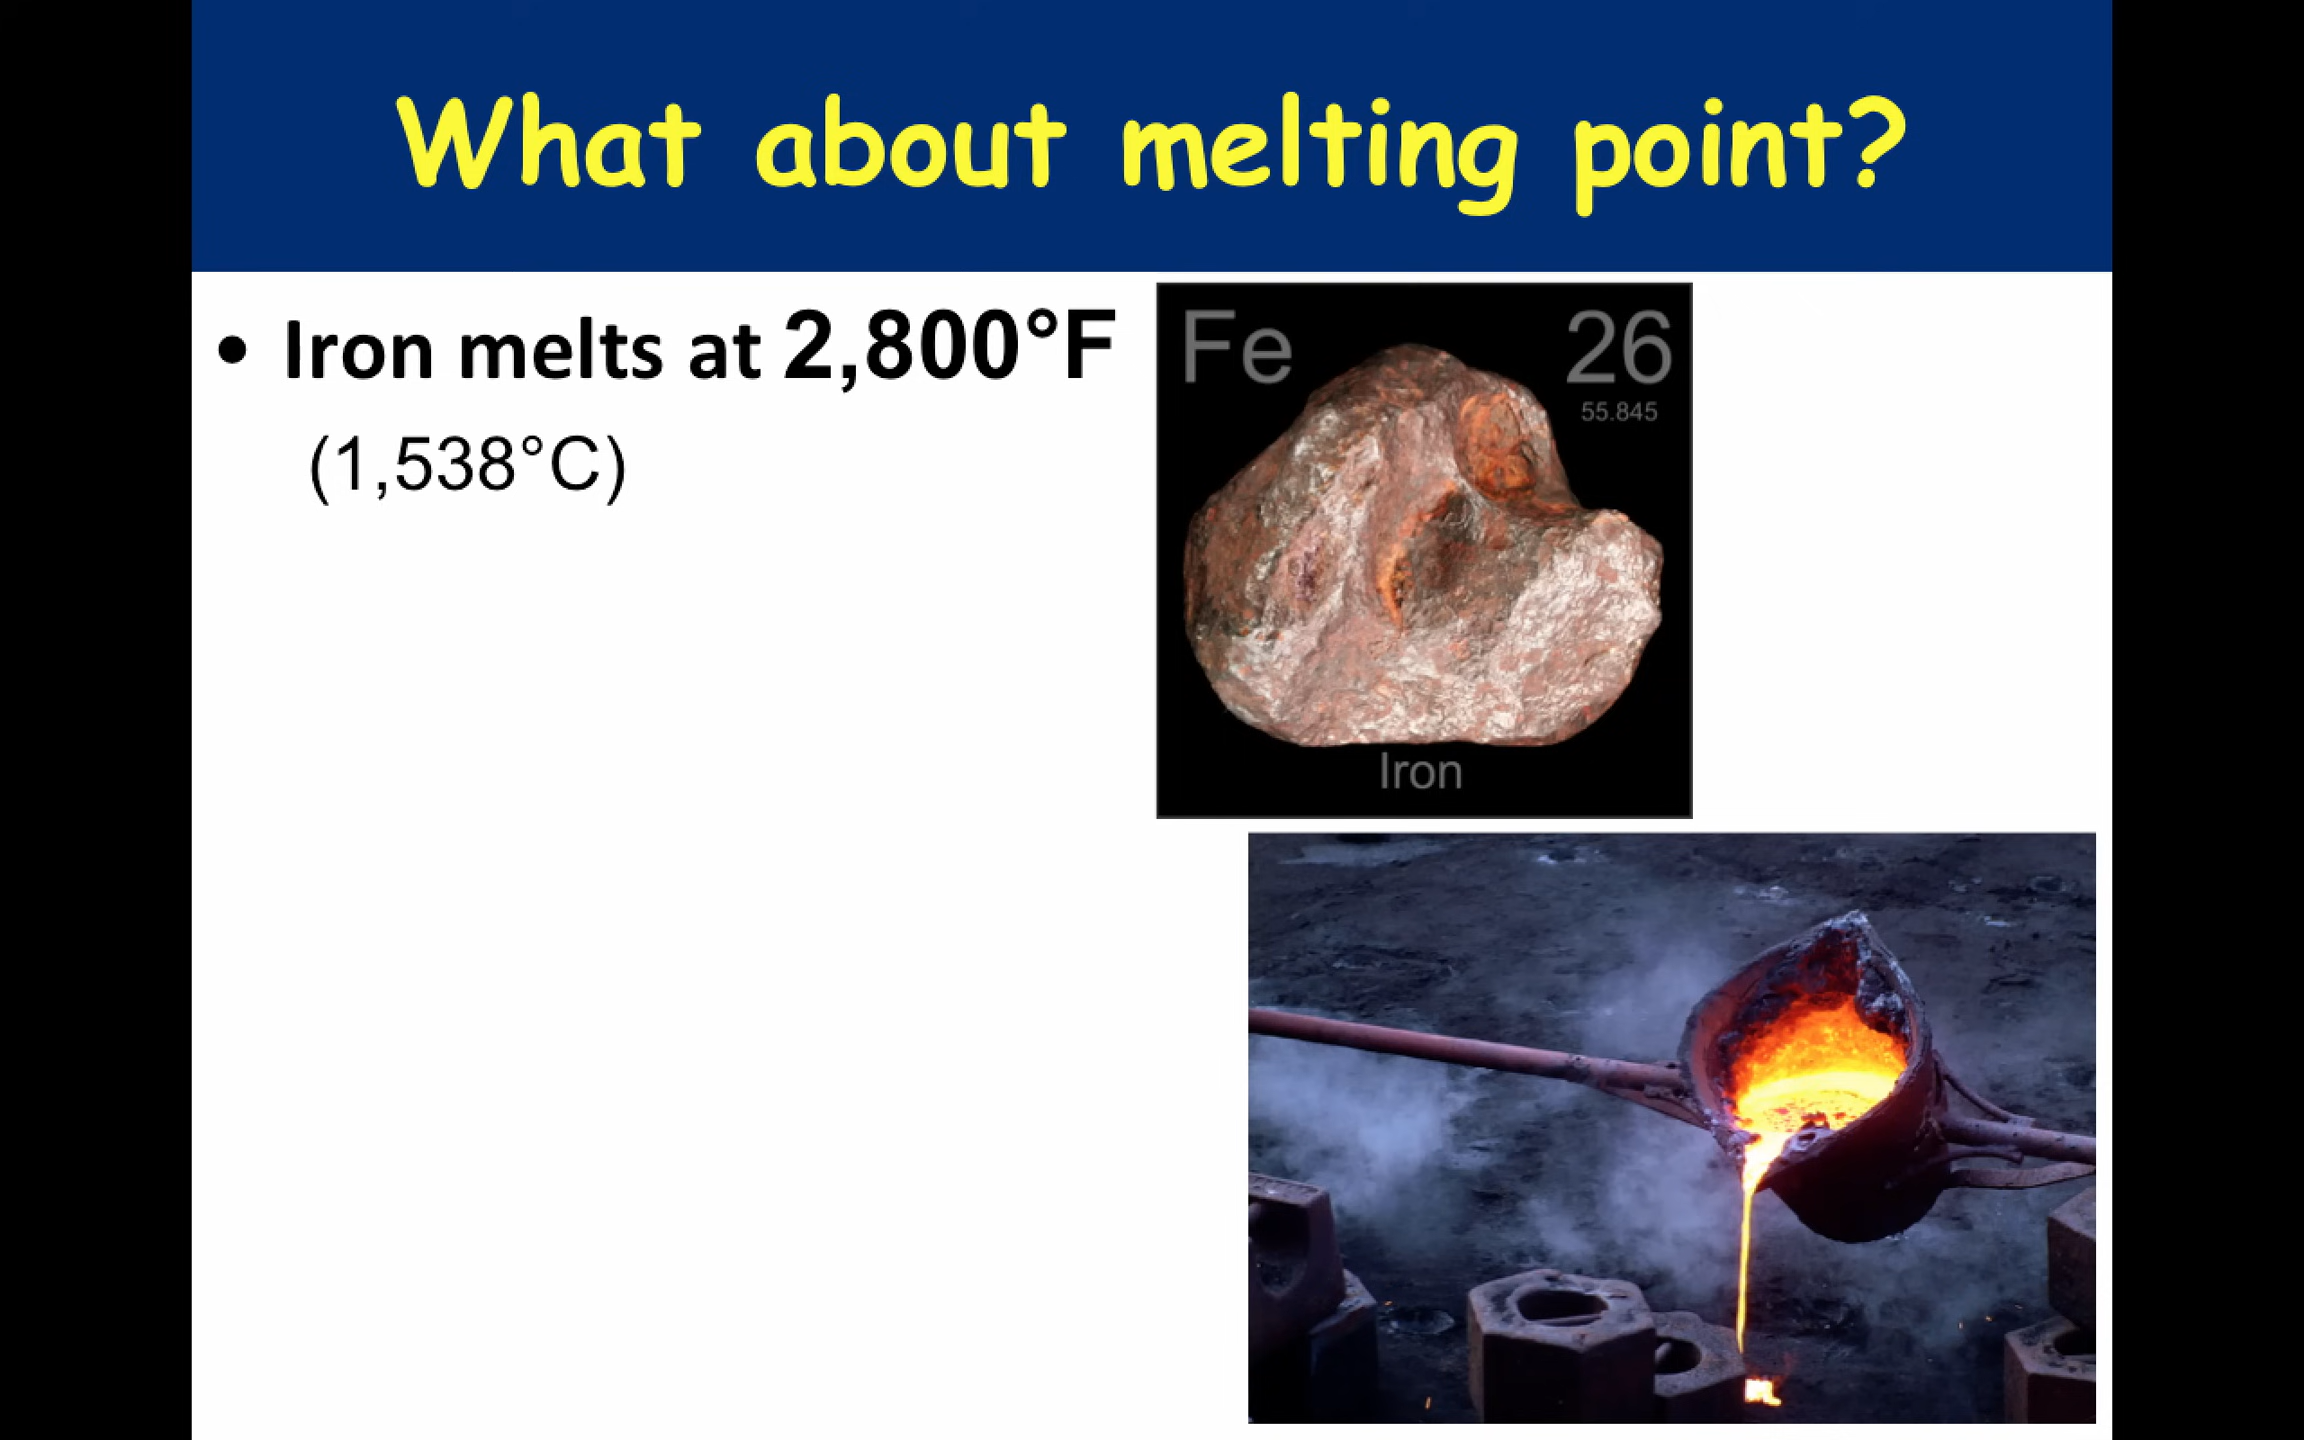 What about melting point?
• Iron melts at 2,800°F
(1,538°C)
Fe
26
55.845
Iron